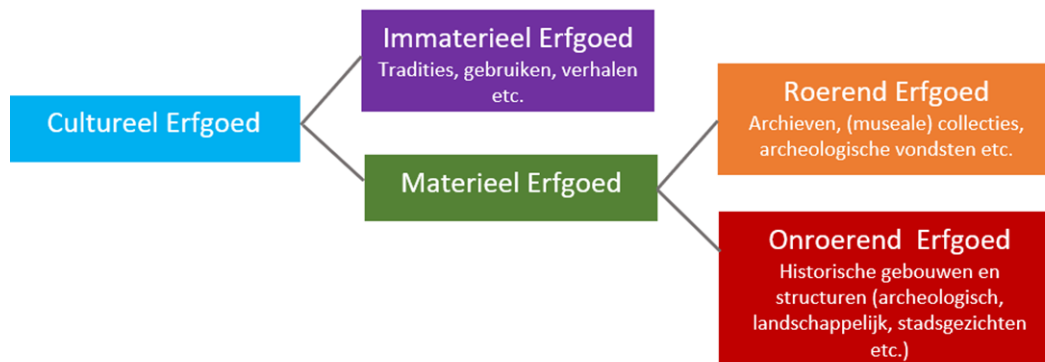 Cultureel Erfgoed
Immaterieel Erfgoed
Tradities, gebruiken, verhalen
etc.
Materieel Erfgoed
Roerend Erfgoed
Archieven, (museale) collecties,
archeologische vondsten etc.
Onroerend Erfgoed
Historische gebouwen en
structuren (archeologisch,
landschappelijk, stadsgezichten
etc.)